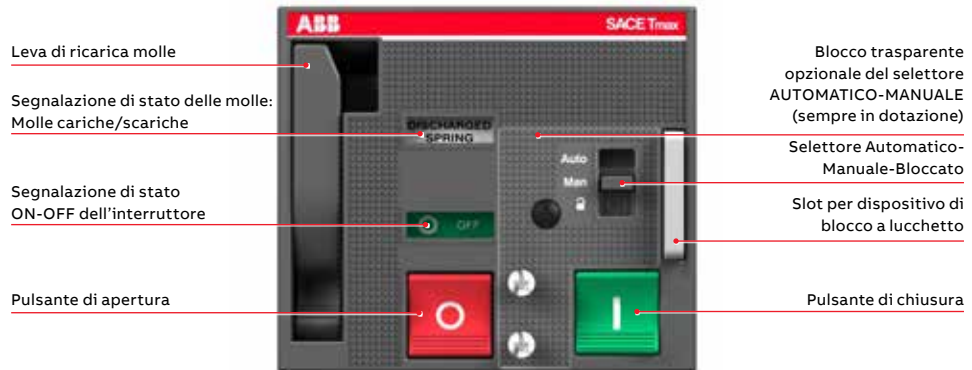 ABB
SACE Tmax
Leva di ricarica molle
Segnalazione di stato delle molle:
Molle cariche/scariche
Segnalazione di stato
ON-OFF dell'interruttore
Pulsante di apertura
DISCHARGED
SPRING
Auto
Man
OFF
O
I
Blocco trasparente
opzionale del selettore
AUTOMATICO-MANUALE
(sempre in dotazione)
Selettore Automatico-
Manuale-Bloccato
Slot per dispositivo di
blocco a lucchetto
Pulsante di chiusura